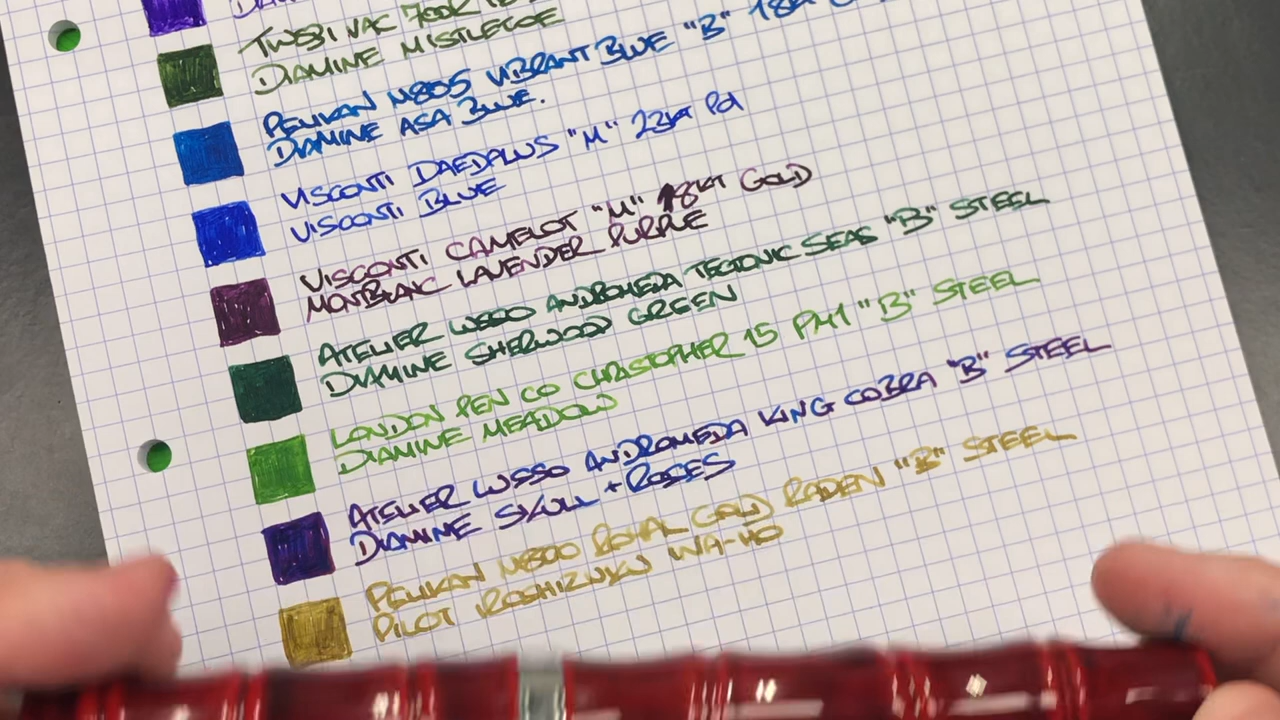 TWSBI VAC 700R
DIAMINE MISTLETOE
PELIKAN M805 VIBRANT BLUE "B" 18kt
DIAMINE ASA BLUE.
VISCONTI DAEDALUS "M" 23kt Pd
VISCONTI BLUE
VISCONTI CAMELOT "M" 18KT GOLD
MONTBLANC LAVENDER PURPLE
ATELIER LUSSO ANDROMEDA TECTONIC SEAS "B" STEEL
DIAMINE SHERWOOD GREEN
LONDON PEN CO CHRISTOPHER 15 PM1 "B" STEEL
DIAMINE MEADOW
ATELIER LUSSO ANDROMEDA KING COBRA "B" STEEL
DIAMINE SKULL + ROSES
PELIKAN M800 ROYAL GOLD RADEN "B" STEEL
PILOT IROSHIZUKU